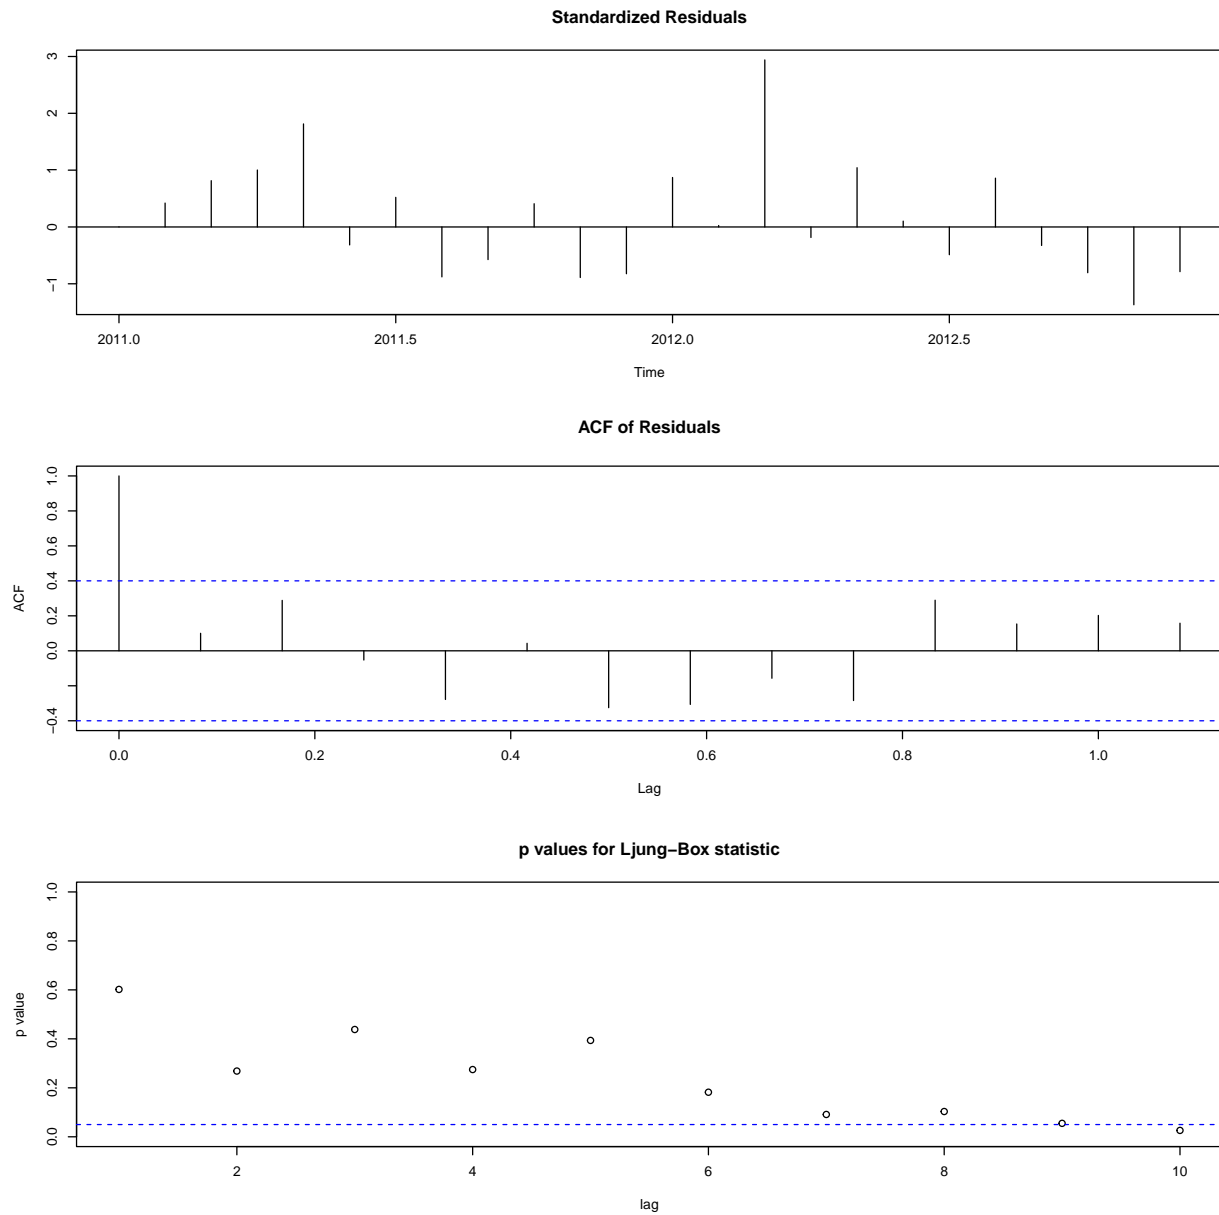 Standardized Residuals
3
2
1
0
−1
2011.0 2011.5 2012.0 2012.5
Time
ACF of Residuals
1.0
0.8
0.6
0.4
0.2
0.0
−0.4
ACF
0.0 0.2 0.4 0.6 0.8 1.0
Lag
p values for Ljung−Box statistic
1.0
0.8
0.6
0.4
0.2
0.0
p value
2 4 6 8 10
lag